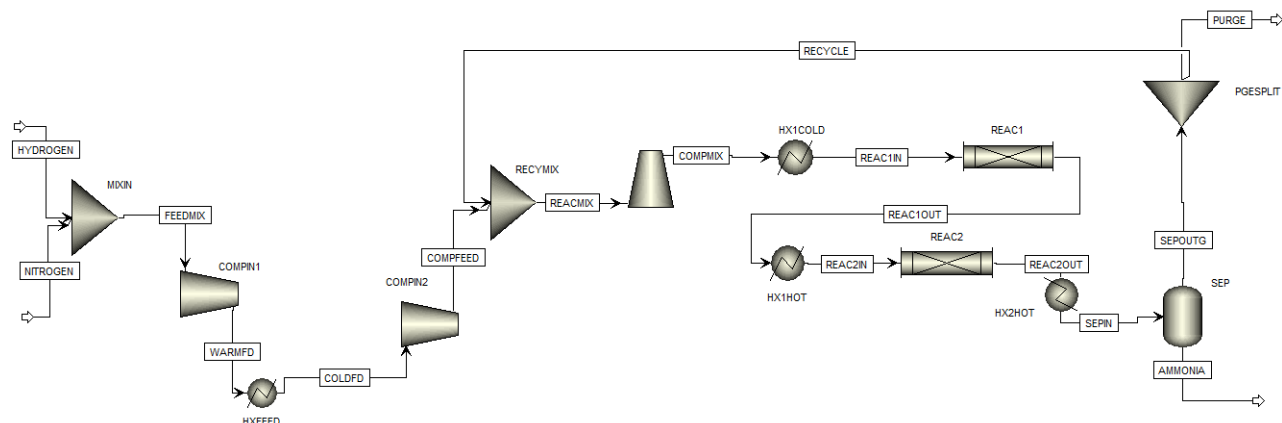 PURGE
RECYCLE
PGESPLIT
HX1COLD
REAC1
HYDROGEN
MIXIN
RECYMIX
COMPMIX
REAC1IN
REACMIX
FEEDMIX
REAC1OUT
REAC2
SEPOUTG
NITROGEN
COMPIN1
COMPFEED
REAC2IN
REAC2OUT
COMPIN2
HX1HOT
SEP
HX2HOT
SEPIN
WARMFD
AMMONIA
COLDFD
HXFEED